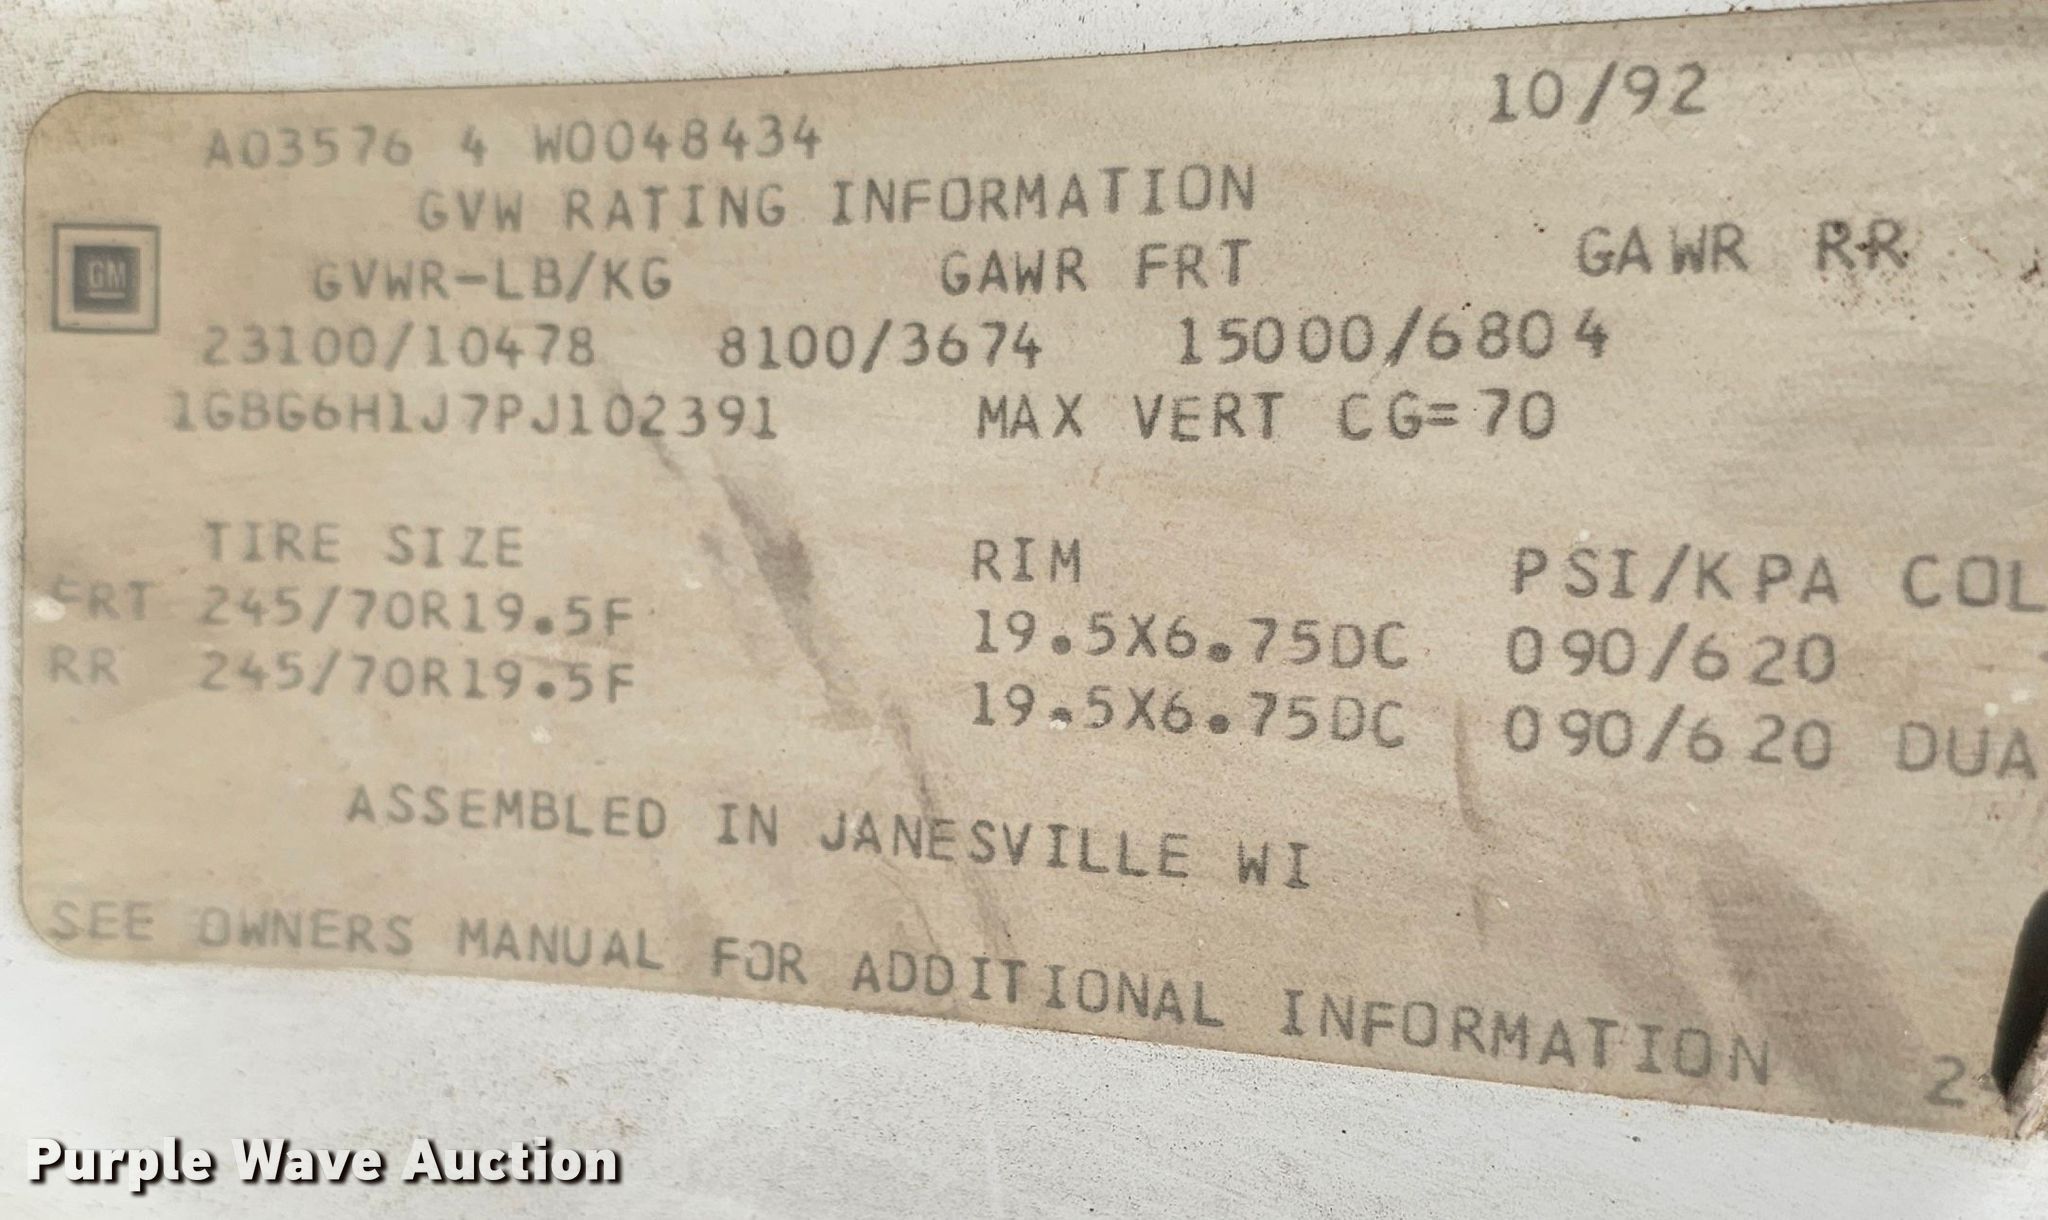 10/92
A03576 4 W0048434
GVW RATING INFORMATION
GM
GVWR-LB/KG GAWR FRT GAWR RR
23100/10478 8100/3674 15000/6804
1GBG6H1J7PJ102391 MAX VERT CG=70
TIRE SIZE RIM PSI/KPA COL
FRT 245/70R19.5F 19.5X6.75DC 090/620
RR 245/70R19.5F 19.5X6.75DC 090/620 DUA
ASSEMBLED IN JANESVILLE WI
SEE OWNERS MANUAL FOR ADDITIONAL INFORMATION
Purple Wave Auction